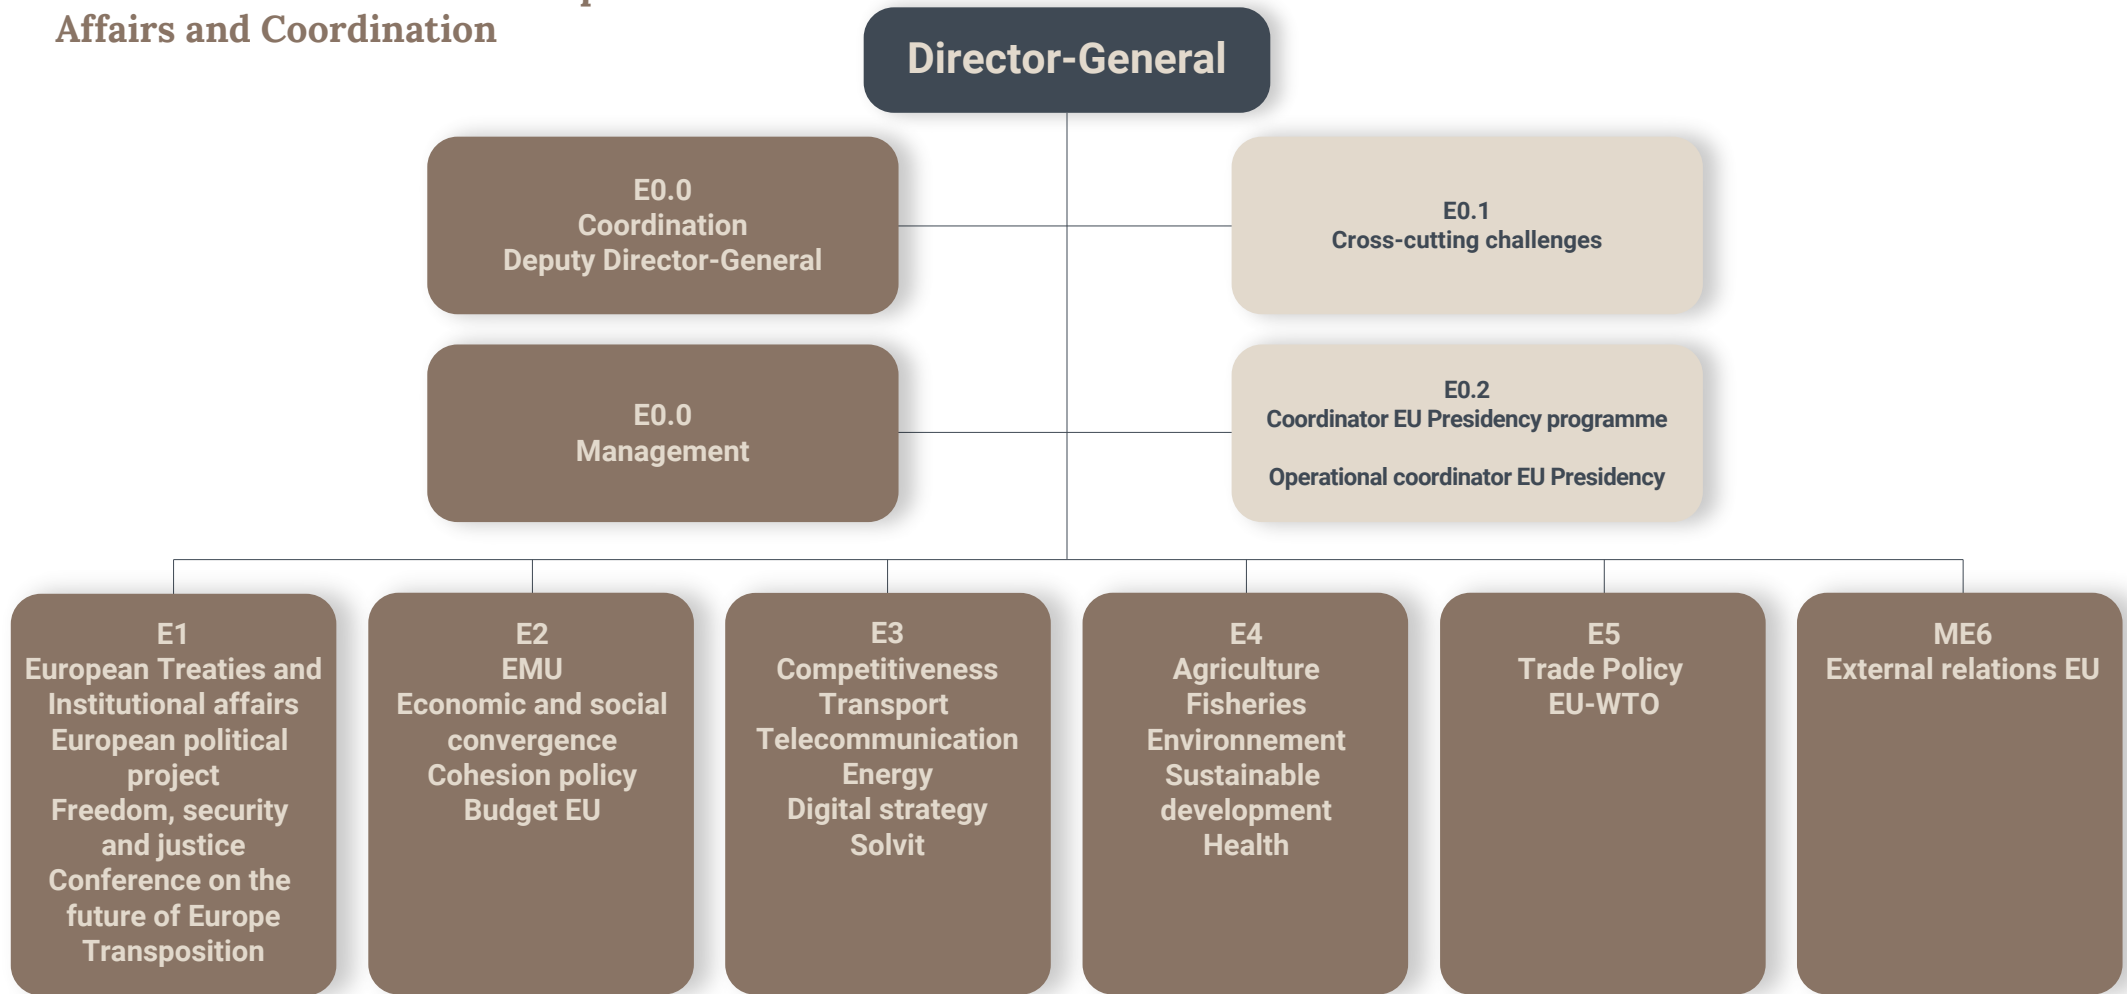 Affairs and Coordination
Director-General
E0.0
Coordination
Deputy Director-General
E0.1
Cross-cutting challenges
E0.0
Management
E0.2
Coordinator EU Presidency programme
Operational coordinator EU Presidency
E1
European Treaties and
Institutional affairs
European political
project
Freedom, security
and justice
Conference on the
future of Europe
Transposition
E2
EMU
Economic and social
convergence
Cohesion policy
Budget EU
E3
Competitiveness
Transport
Telecommunication
Energy
Digital strategy
Solvit
E4
Agriculture
Fisheries
Environnement
Sustainable
development
Health
E5
Trade Policy
EU-WTO
ME6
External relations EU